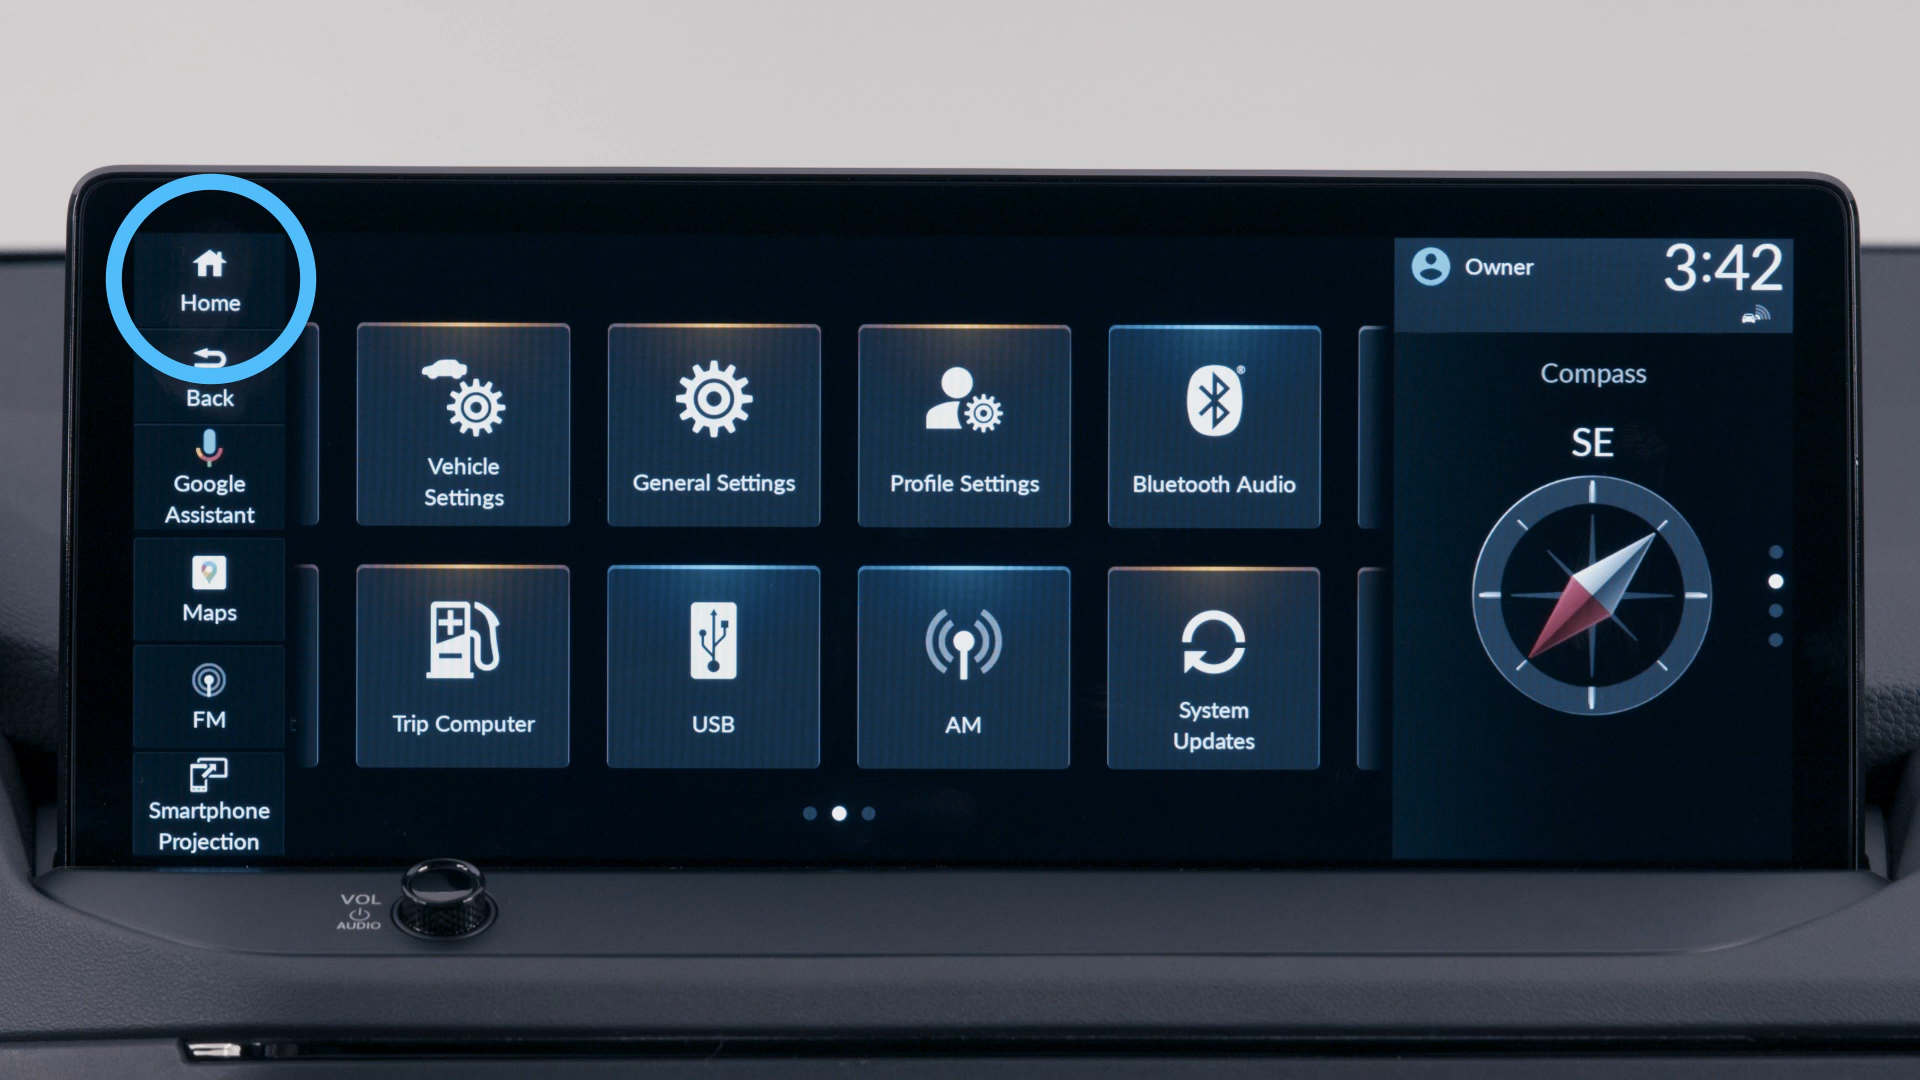 Home
Back
Google
Assistant
Maps
FM
Smartphone
Projection
Vehicle
Settings
General Settings
Profile Settings
Bluetooth Audio
®
Trip Computer
USB
AM
System
Updates
Owner
3:42
Compass
SE
VOL
AUDIO